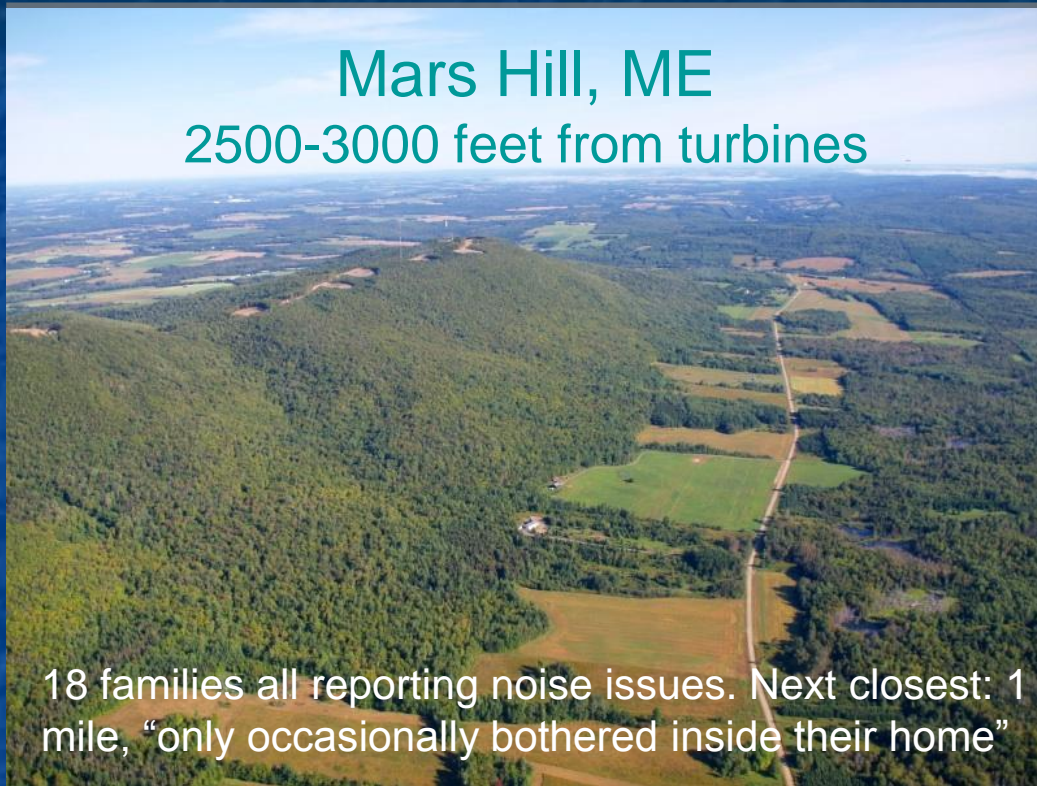 Mars Hill, ME
2500-3000 feet from turbines
18 families all reporting noise issues. Next closest: 1
mile, “only occasionally bothered inside their home”